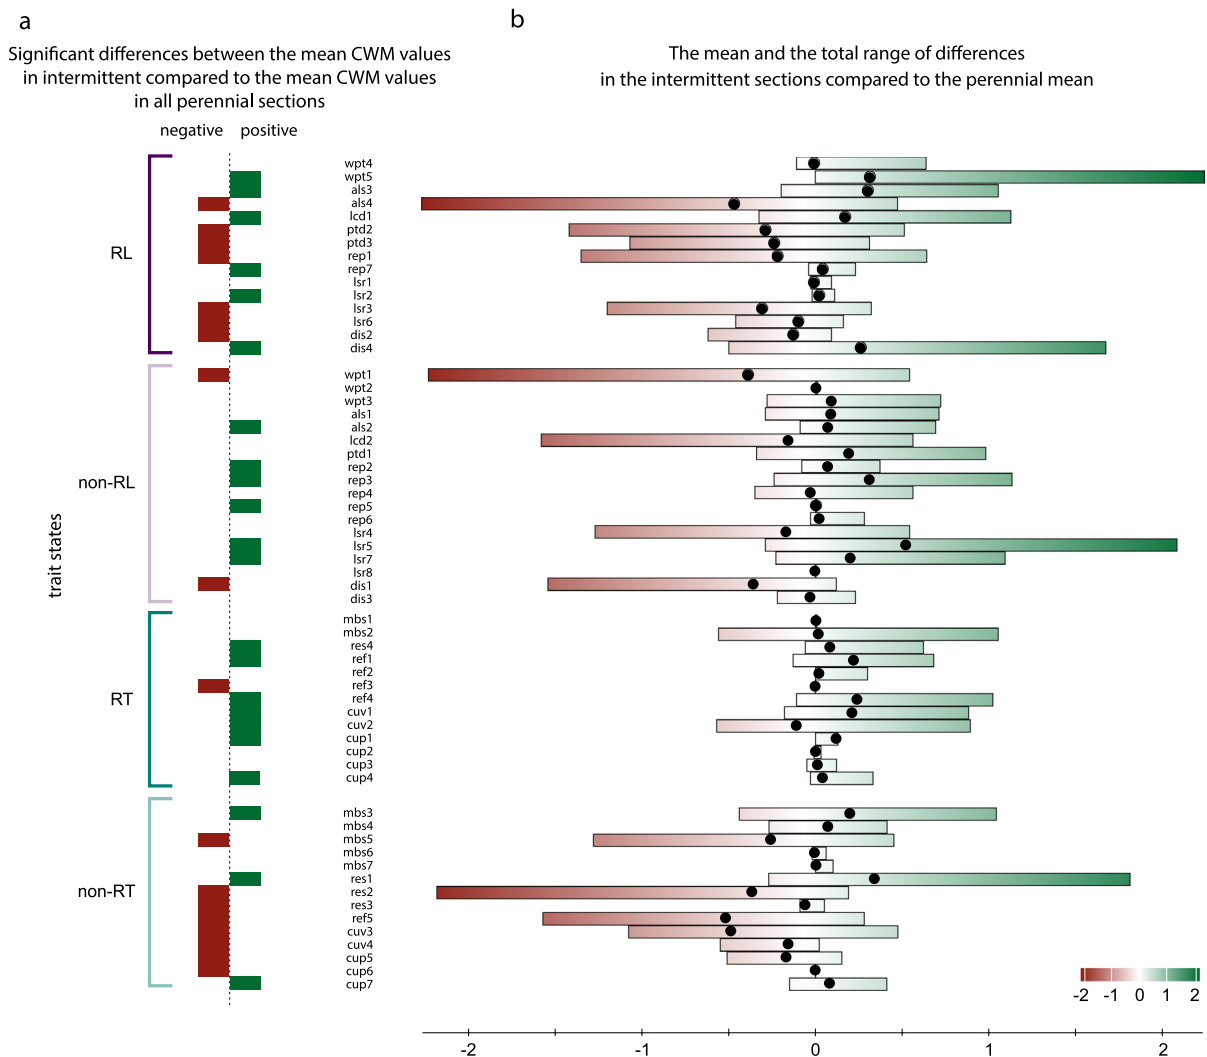 a
Significant differences between the mean CWM values
in intermittent compared to the mean CWM values
in all perennial sections
negative positive
b
The mean and the total range of differences
in the intermittent sections compared to the perennial mean
trait states
RL
wpt4
wpt5
als3
als4
lcd1
ptd2
ptd3
rep1
rep7
lsr1
lsr2
lsr3
lsr6
dis2
dis4
non-RL
wpt1
wpt2
wpt3
als1
als2
lcd2
ptd1
rep2
rep3
rep4
rep5
rep6
lsr4
lsr5
lsr7
lsr8
dis1
dis3
RT
mbs1
mbs2
res4
ref1
ref2
ref3
ref4
cuv1
cuv2
cup1
cup2
cup3
cup4
non-RT
mbs3
mbs4
mbs5
mbs6
mbs7
res1
res2
res3
ref5
cuv3
cuv4
cup5
cup6
cup7
-2 -1 0 1 2
-2 -1 0 1 2